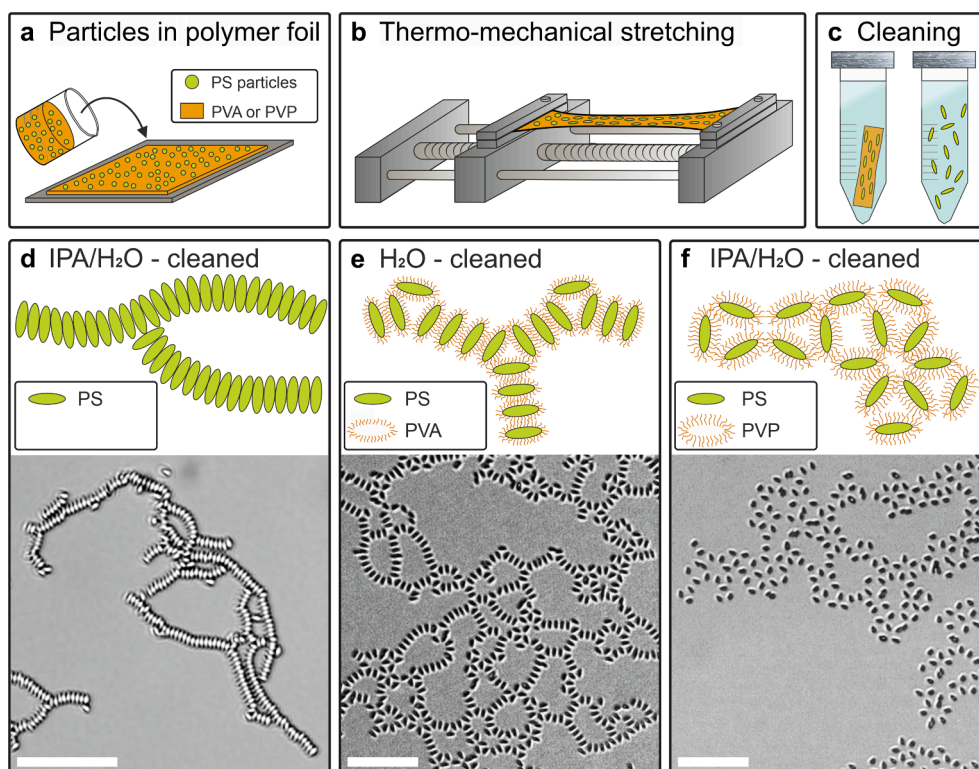 a Particles in polymer foil
PS particles
PVA or PVP
b Thermo-mechanical stretching
c Cleaning
d IPA/H₂O - cleaned
PS
e H₂O - cleaned
PS
PVA
f IPA/H₂O - cleaned
PS
PVP